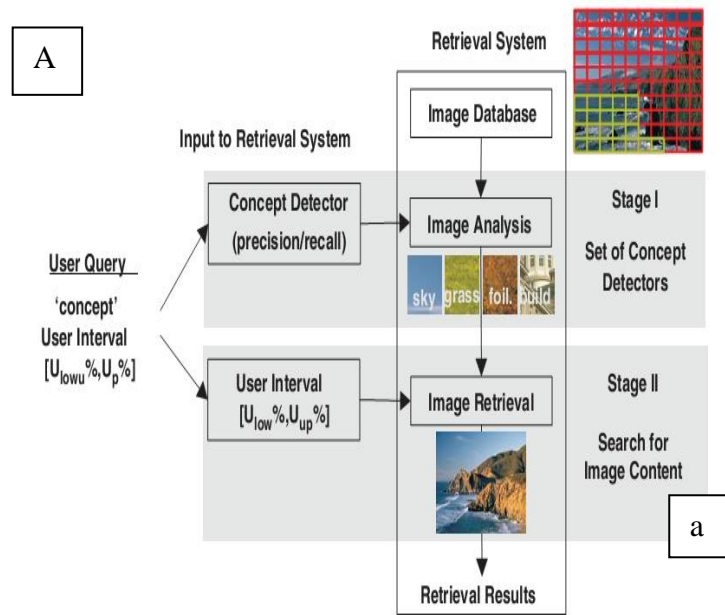 A
Retrieval System
Image Database
Input to Retrieval System
Concept Detector
(precision/recall)
Image Analysis
Stage I
Set of Concept
Detectors
sky
grass
foil.
build
User Query
'concept'
User Interval
[Ulowu%,Up%]
User Interval
[Ulow%,Uup%]
Image Retrieval
Stage II
Search for
Image Content
a
Retrieval Results